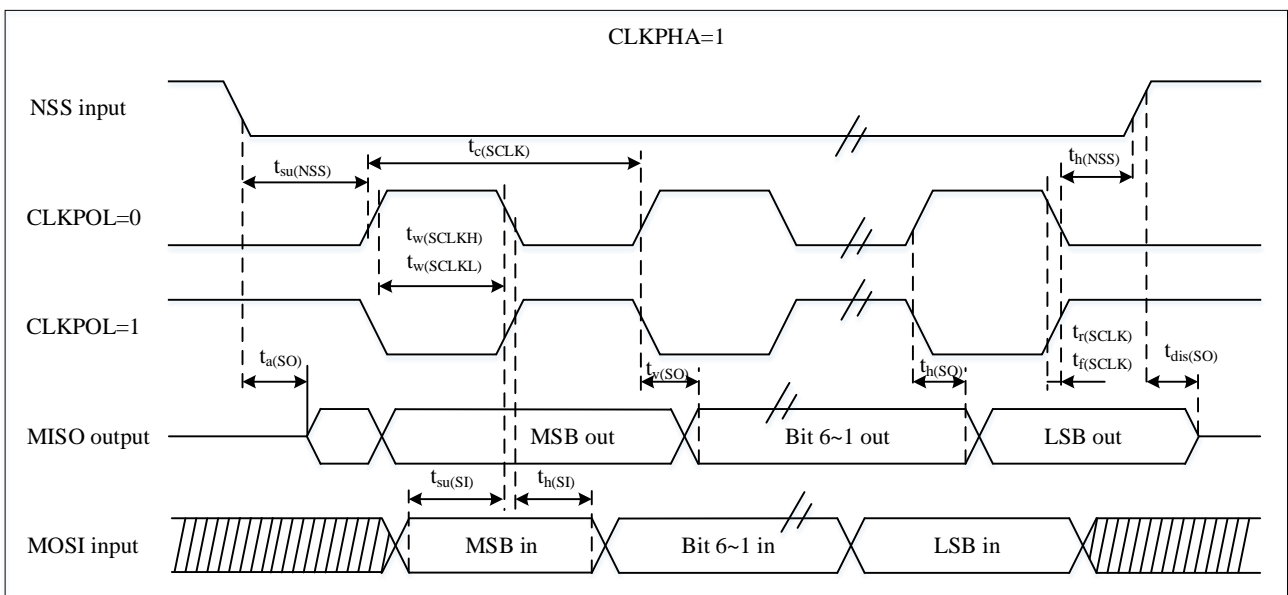 CLKPHA=1
NSS input
tc(SCLK)
tsu(NSS)
th(NSS)
CLKPOL=0
tw(SCLKH)
tw(SCLKL)
CLKPOL=1
ta(SO)
tv(SO)
th(SO)
tr(SCLK)
tf(SCLK)
tdis(SO)
MISO output
MSB out
Bit 6~1 out
LSB out
tsu(SI)
th(SI)
MOSI input
MSB in
Bit 6~1 in
LSB in